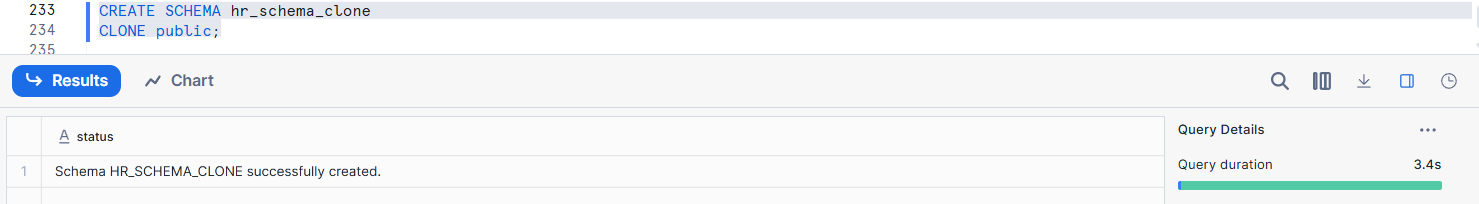 233 CREATE SCHEMA hr_schema_clone
234 CLONE public;
235
Results Chart
A status
Query Details
1 Schema HR_SCHEMA_CLONE successfully created.
Query duration 3.4s